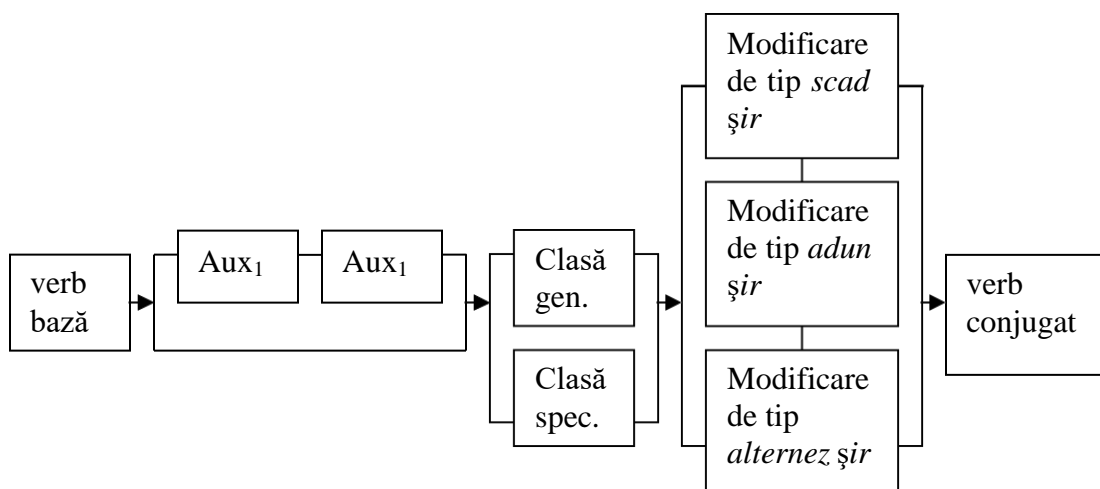 verb
bază
Aux₁
Aux₁
Clasă
gen.
Clasă
spec.
Modificare
de tip scad
şir
Modificare
de tip adun
şir
Modificare
de tip
alternez şir
verb
conjugat